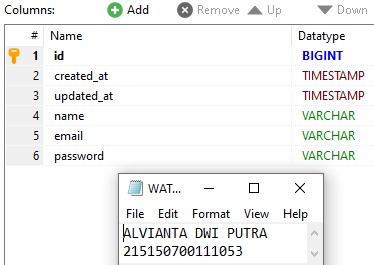 Columns: Add Remove Up Down
# Name Datatype
1 id BIGINT
2 created_at TIMESTAMP
3 updated_at TIMESTAMP
4 name VARCHAR
5 email VARCHAR
6 password VARCHAR
WAT...
File Edit Format View Help
ALVIANTA DWI PUTRA
215150700111053